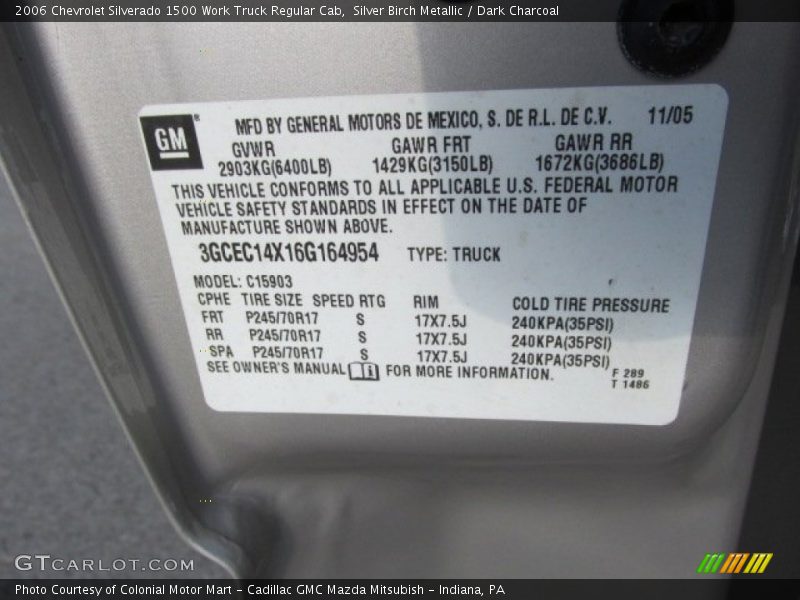 2006 Chevrolet Silverado 1500 Work Truck Regular Cab,  Silver Birch Metallic / Dark Charcoal
GM ® MFD BY GENERAL MOTORS DE MEXICO, S. DE R.L. DE C.V. 11/05
GVWR GAWR FRT GAWR RR
2903KG(6400LB) 1429KG(3150LB) 1672KG(3686LB)
THIS VEHICLE CONFORMS TO ALL APPLICABLE U.S. FEDERAL MOTOR
VEHICLE SAFETY STANDARDS IN EFFECT ON THE DATE OF
MANUFACTURE SHOWN ABOVE.
3GCEC14X16G164954 TYPE: TRUCK
MODEL: C15903
CPHE TIRE SIZE SPEED RTG RIM COLD TIRE PRESSURE
FRT P245/70R17 S 17X7.5J 240KPA(35PSI)
RR P245/70R17 S 17X7.5J 240KPA(35PSI)
SPA P245/70R17 S 17X7.5J 240KPA(35PSI)
SEE OWNER'S MANUAL i FOR MORE INFORMATION.
F 289
T 1486
GTCARLOT.COM
Photo Courtesy of Colonial Motor Mart - Cadillac GMC Mazda Mitsubish - Indiana, PA